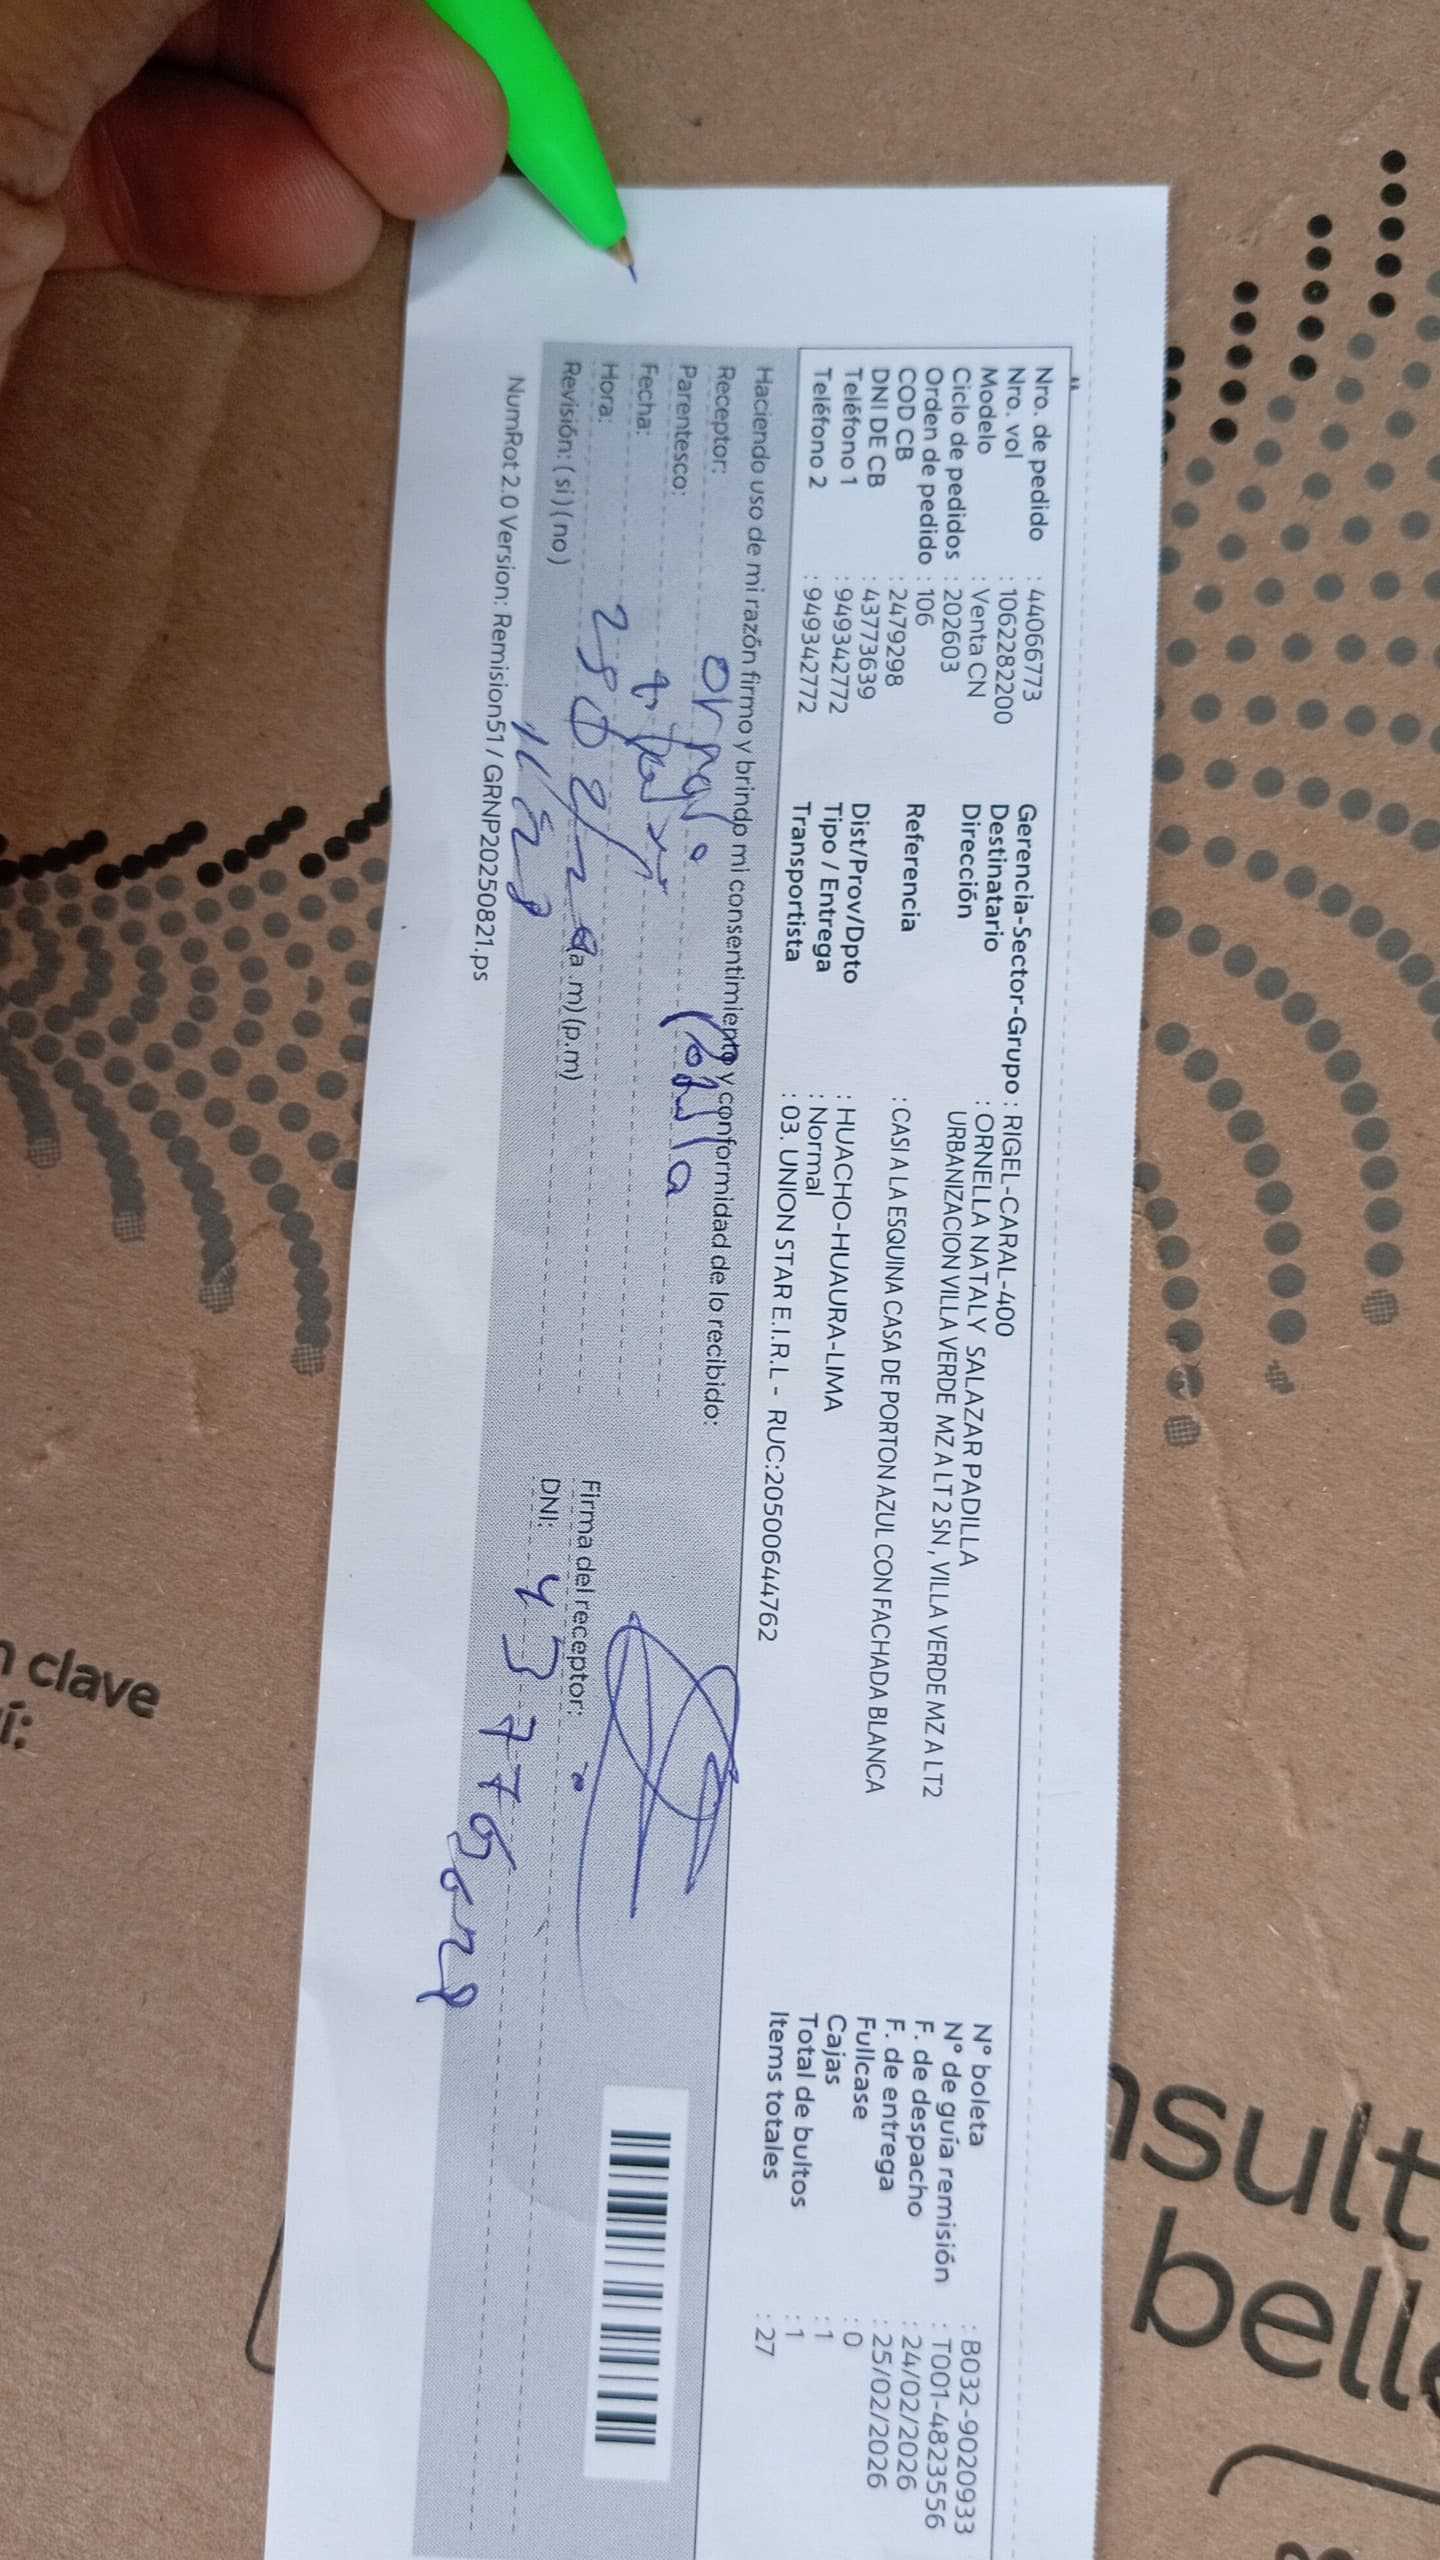 Nro. de pedido : 44066773
Nro. vol : 1062282200
Modelo : Venta CN
Ciclo de pedidos : 202603
Orden de pedido : 106
COD CB : 2479298
DNI DE CB : 43773639
Teléfono 1 : 949342772
Teléfono 2 : 949342772
Gerencia-Sector-Grupo : RIGEL-CARAL-400
Destinatario : ORNELLA NATALY SALAZAR PADILLA
Dirección URBANIZACION VILLA VERDE MZ A LT 2 SN, VILLA VERDE MZ A LT2
Referencia : CASI A LA ESQUINA CASA DE PORTON AZUL CON FACHADA BLANCA
Dist/Prov/Dpto : HUACHO-HUAURA-LIMA
Tipo / Entrega : Normal
Transportista : 03. UNION STAR E.I.R.L - RUC:20500644762
N° boleta : B032-9020933
N° de guía remisión : T001-4823556
F. de despacho : 24/02/2026
F. de entrega : 25/02/2026
Fullcase : 0
Cajas : 1
Total de bultos : 1
Items totales : 27
Haciendo uso de mi razón firmo y brindo mi consentimiento y conformidad de lo recibido:
Receptor:
Parentesco:
Fecha:
Hora: (a.m) (p.m)
Revisión: ( si ) ( no )
Firma del receptor:
DNI:
NumRot 2.0 Version: Remision51 / GRNP20250821.ps
clave
í:
nsult
bell